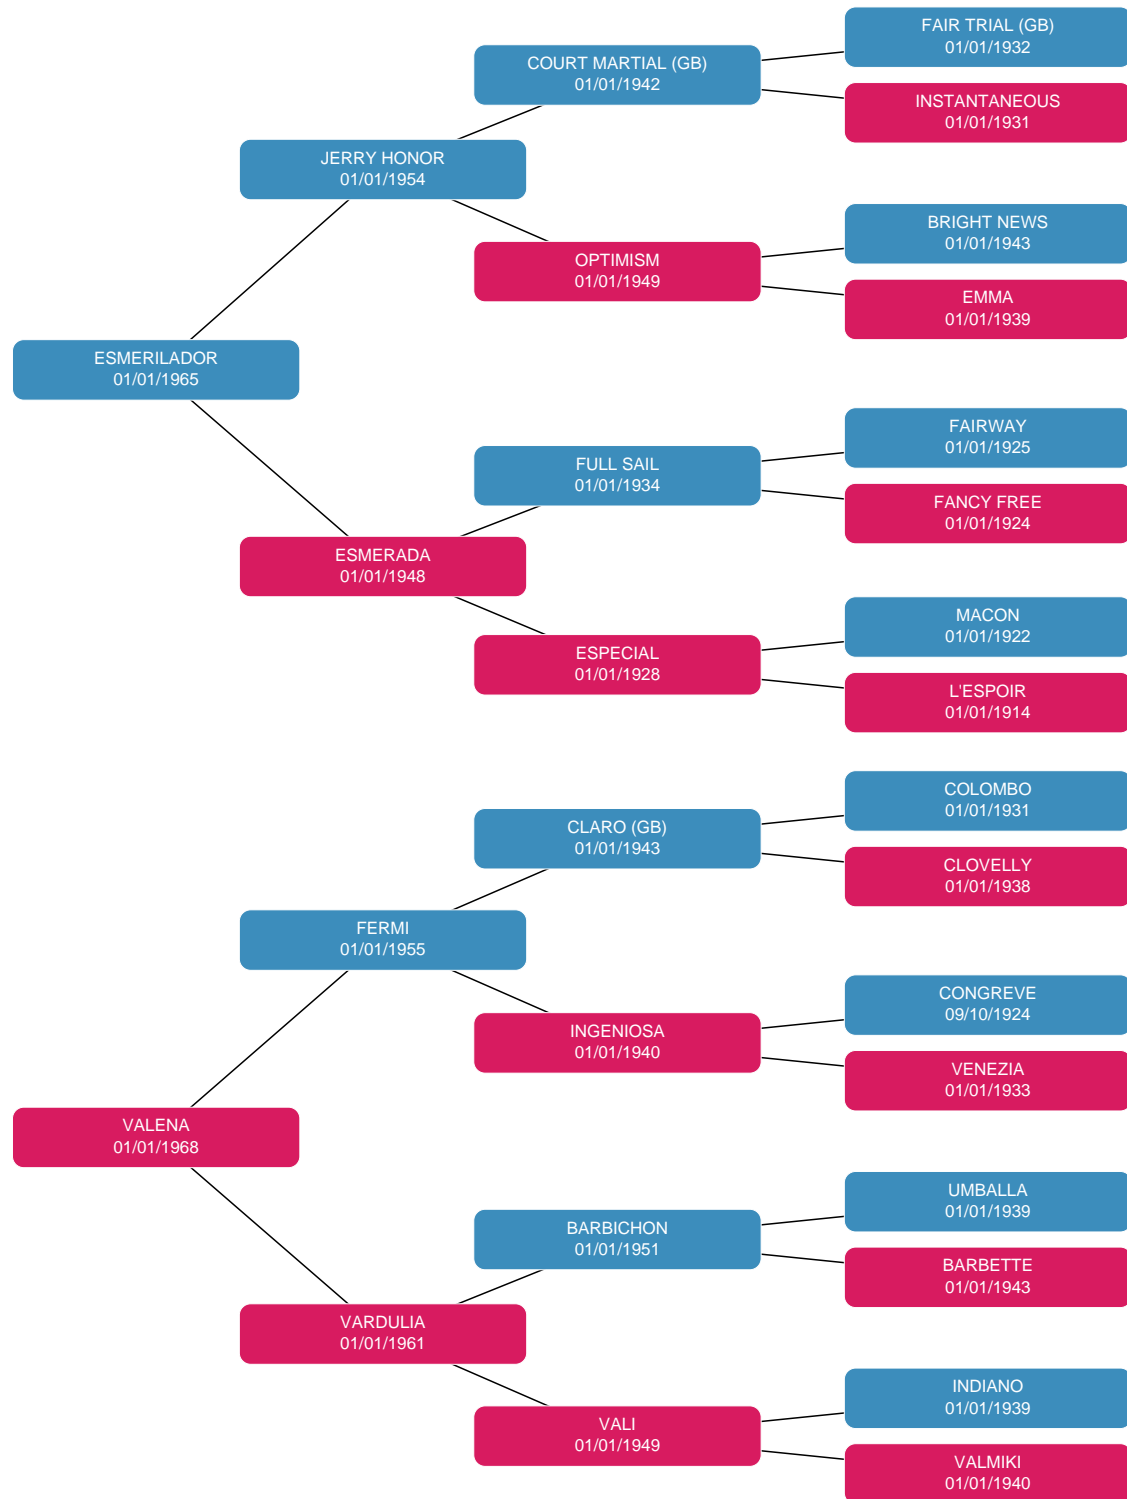 FAIR TRIAL (GB)
01/01/1932
COURT MARTIAL (GB)
01/01/1942
INSTANTANEOUS
01/01/1931
JERRY HONOR
01/01/1954
BRIGHT NEWS
01/01/1943
OPTIMISM
01/01/1949
EMMA
01/01/1939
ESMERILADOR
01/01/1965
FAIRWAY
01/01/1925
FULL SAIL
01/01/1934
FANCY FREE
01/01/1924
ESMERADA
01/01/1948
MACON
01/01/1922
ESPECIAL
01/01/1928
L'ESPOIR
01/01/1914
COLOMBO
01/01/1931
CLARO (GB)
01/01/1943
CLOVELLY
01/01/1938
FERMI
01/01/1955
CONGREVE
09/10/1924
INGENIOSA
01/01/1940
VENEZIA
01/01/1933
VALENA
01/01/1968
UMBALLA
01/01/1939
BARBICHON
01/01/1951
BARBETTE
01/01/1943
VARDULIA
01/01/1961
INDIANO
01/01/1939
VALI
01/01/1949
VALMIKI
01/01/1940